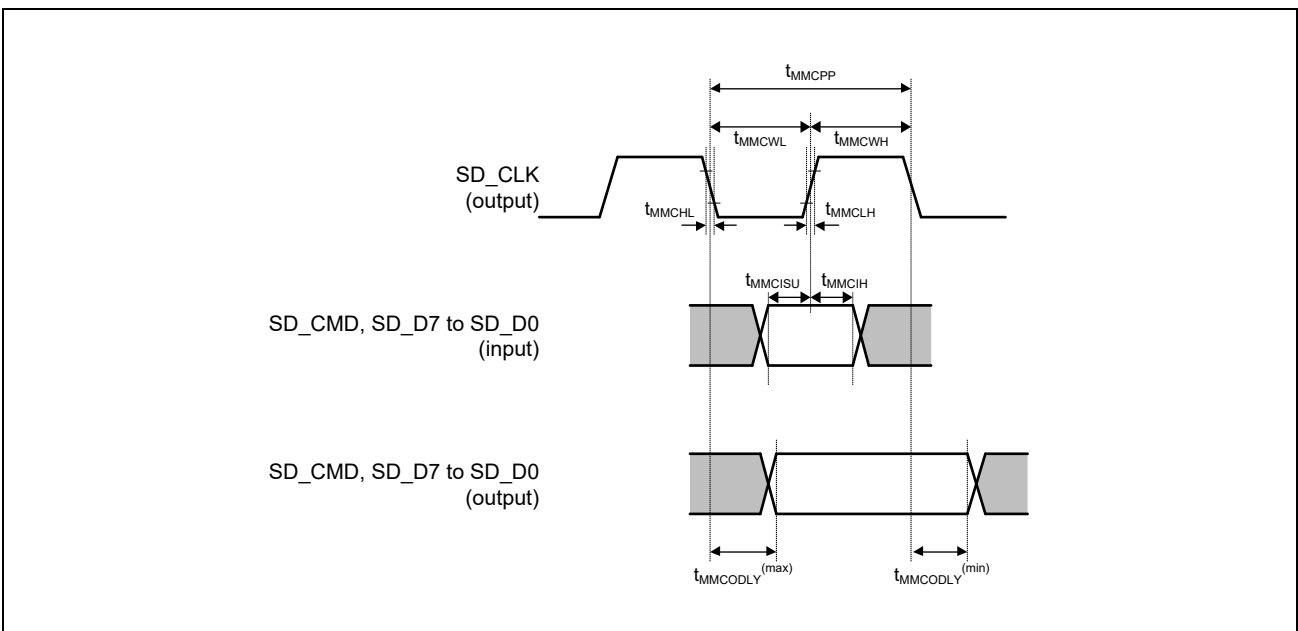 tMMCPP
tMMCWL
tMMCWH
SD_CLK
(output)
tMMCHL
tMMCLH
tMMCISU
tMMCIH
SD_CMD, SD_D7 to SD_D0
(input)
SD_CMD, SD_D7 to SD_D0
(output)
tMMCODLY(max)
tMMCODLY(min)